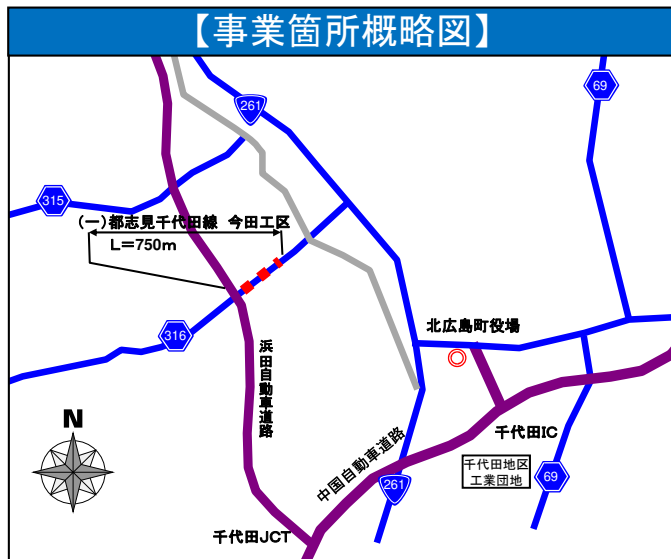 【事業箇所概略図】
261
69
315
(一)都志見千代田線 今田工区
L=750m
316
北広島町役場
浜田自動車道路
N
千代田IC
中国自動車道路
千代田地区
工業団地
69
261
千代田JCT